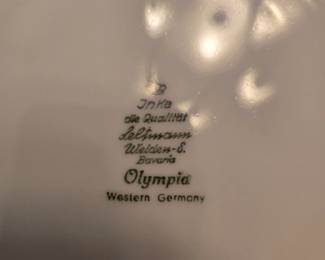 Inka
die Qualität
Seltmann
Weiden-S.
Bavaria
Olympia
Western Germany